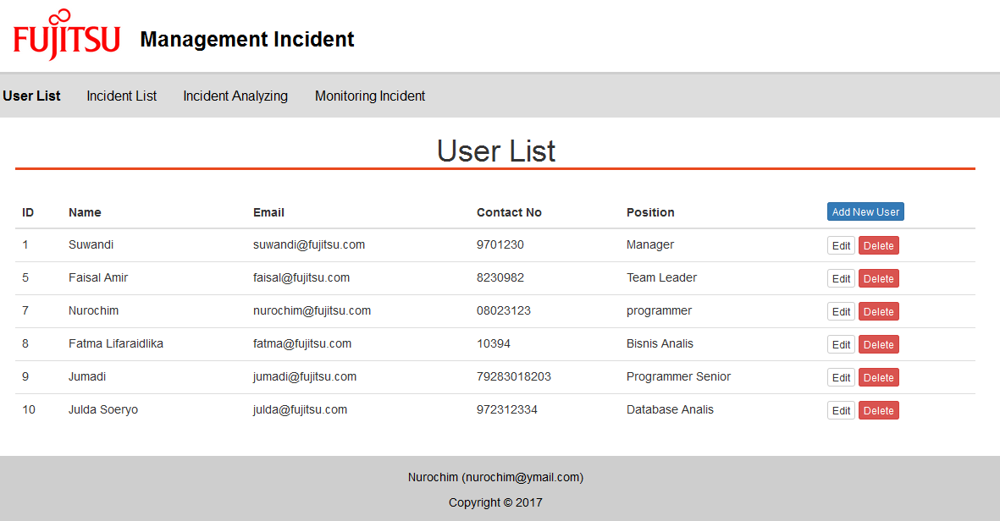 FUJITSU Management Incident
User List Incident List Incident Analyzing Monitoring Incident
User List
ID Name Email Contact No Position Add New User
1 Suwandi suwandi@fujitsu.com 9701230 Manager Edit Delete
5 Faisal Amir faisal@fujitsu.com 8230982 Team Leader Edit Delete
7 Nurochim nurochim@fujitsu.com 08023123 programmer Edit Delete
8 Fatma Lifaraidlika fatma@fujitsu.com 10394 Bisnis Analis Edit Delete
9 Jumadi jumadi@fujitsu.com 79283018203 Programmer Senior Edit Delete
10 Julda Soeryo julda@fujitsu.com 972312334 Database Analis Edit Delete
Nurochim (nurochim@ymail.com)
Copyright © 2017